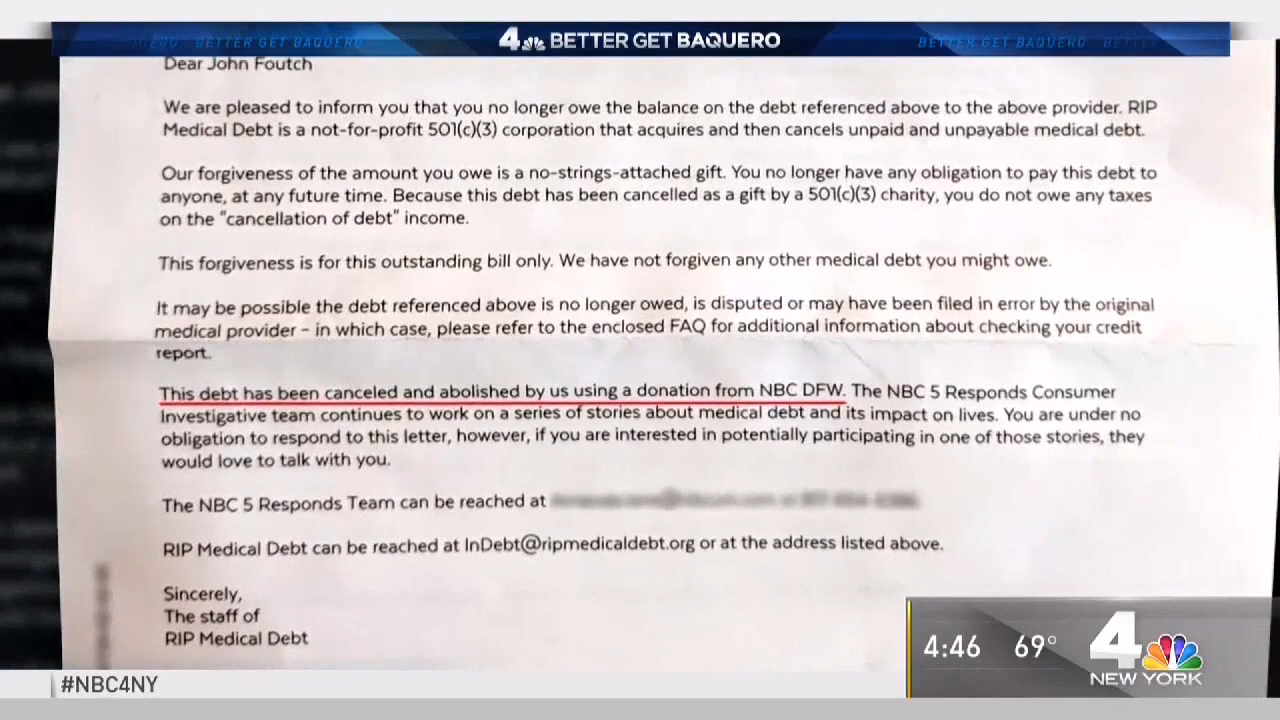 BETTER GET BAQUERO
4 BETTER GET BAQUERO
BETTER GET BAQUERO
Dear John Foutch
We are pleased to inform you that you no longer owe the balance on the debt referenced above to the above provider. RIP
Medical Debt is a not-for-profit 501(c)(3) corporation that acquires and then cancels unpaid and unpayable medical debt.
Our forgiveness of the amount you owe is a no-strings-attached gift. You no longer have any obligation to pay this debt to
anyone, at any future time. Because this debt has been cancelled as a gift by a 501(c)(3) charity, you do not owe any taxes
on the "cancellation of debt" income.
This forgiveness is for this outstanding bill only. We have not forgiven any other medical debt you might owe.
It may be possible the debt referenced above is no longer owed, is disputed or may have been filed in error by the original
medical provider – in which case, please refer to the enclosed FAQ for additional information about checking your credit
report.
This debt has been canceled and abolished by us using a donation from NBC DFW. The NBC 5 Responds Consumer
Investigative team continues to work on a series of stories about medical debt and its impact on lives. You are under no
obligation to respond to this letter, however, if you are interested in potentially participating in one of those stories, they
would love to talk with you.
The NBC 5 Responds Team can be reached at
RIP Medical Debt can be reached at InDebt@ripmedicaldebt.org or at the address listed above.
Sincerely,
The staff of
RIP Medical Debt
4:46 69° 4
NEW YORK
#NBC4NY